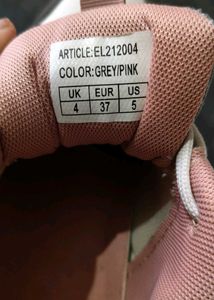 ARTICLE:EL212004
COLOR:GREY/PINK
UK EUR US
4 37 5